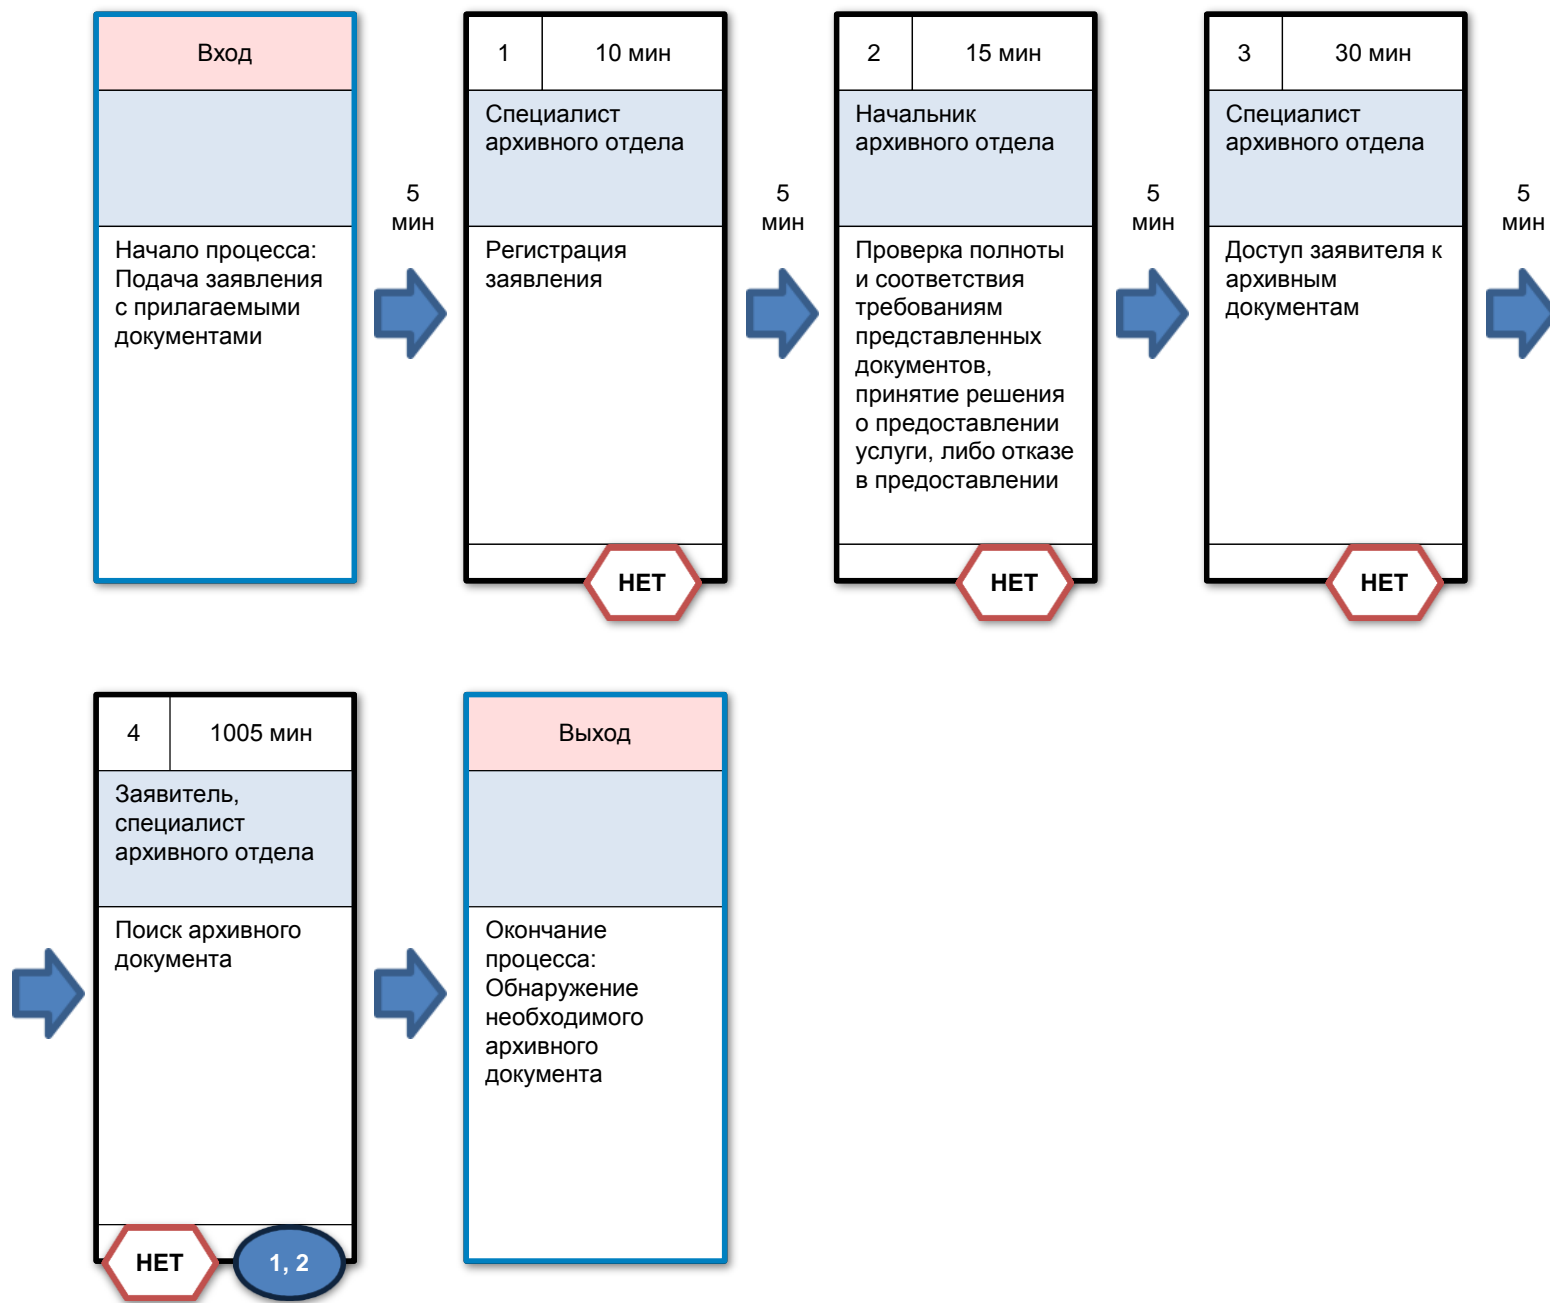 Вход
Начало процесса:
Подача заявления
с прилагаемыми
документами
5
мин
1
10 мин
Специалист
архивного отдела
Регистрация
заявления
НЕТ
5
мин
2
15 мин
Начальник
архивного отдела
Проверка полноты
и соответствия
требованиям
представленных
документов,
принятие решения
о предоставлении
услуги, либо отказе
в предоставлении
НЕТ
5
мин
3
30 мин
Специалист
архивного отдела
Доступ заявителя к
архивным
документам
НЕТ
5
мин
4
1005 мин
Заявитель,
специалист
архивного отдела
Поиск архивного
документа
НЕТ
1, 2
Выход
Окончание
процесса:
Обнаружение
необходимого
архивного
документа